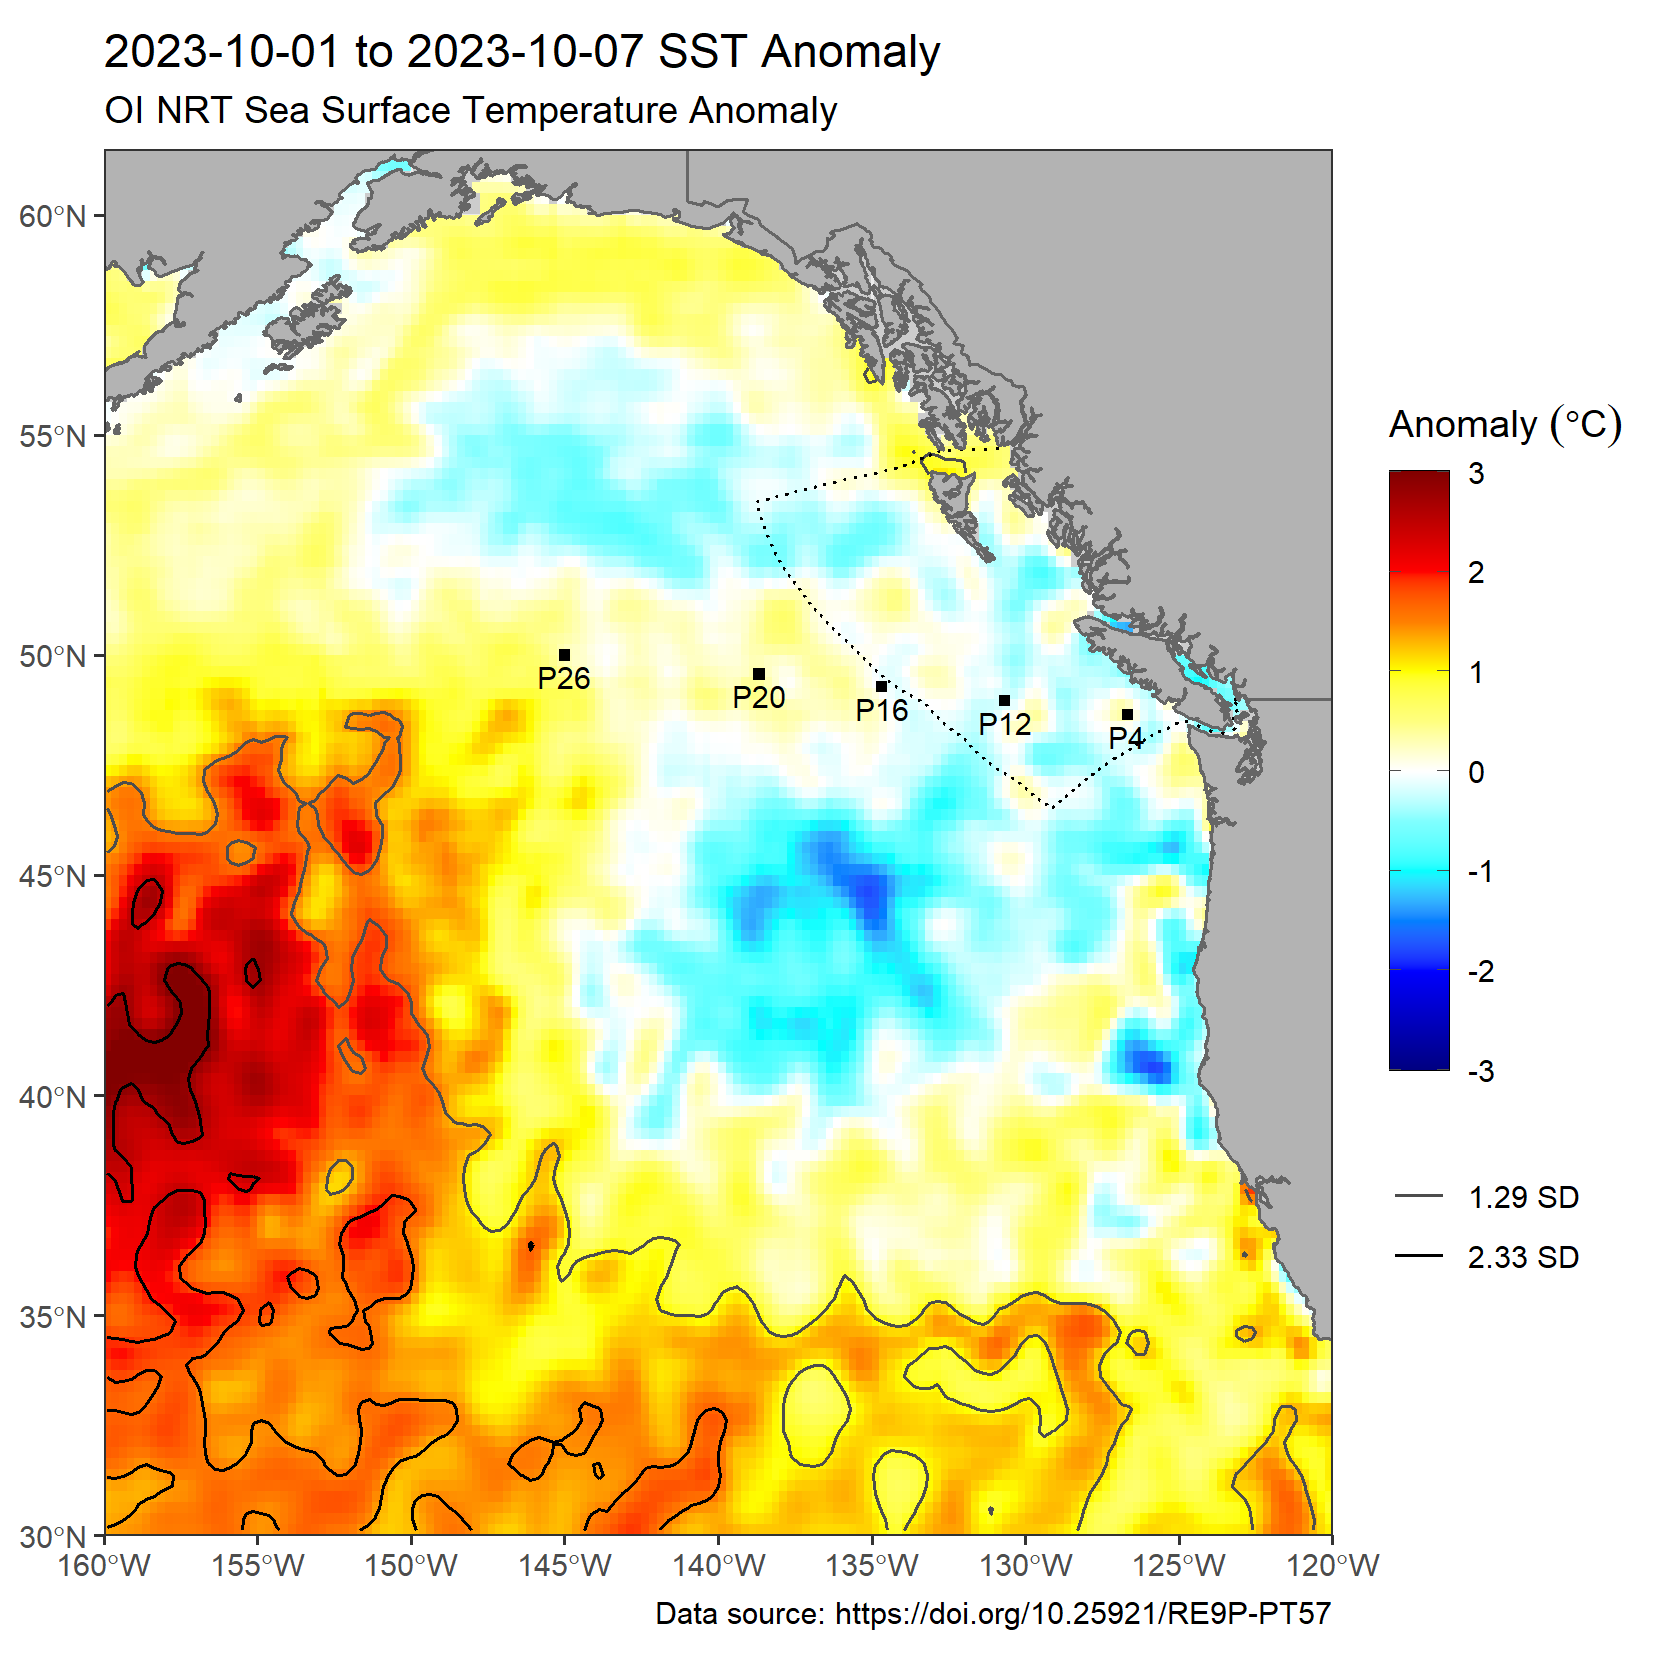 2023-10-01 to 2023-10-07 SST Anomaly
OI NRT Sea Surface Temperature Anomaly
60°N
55°N
50°N
45°N
40°N
35°N
30°N
160°W
155°W
150°W
145°W
140°W
135°W
130°W
125°W
120°W
P26
P20
P16
P12
P4
Anomaly (°C)
3
2
1
0
-1
-2
-3
1.29 SD
2.33 SD
Data source: https://doi.org/10.25921/RE9P-PT57